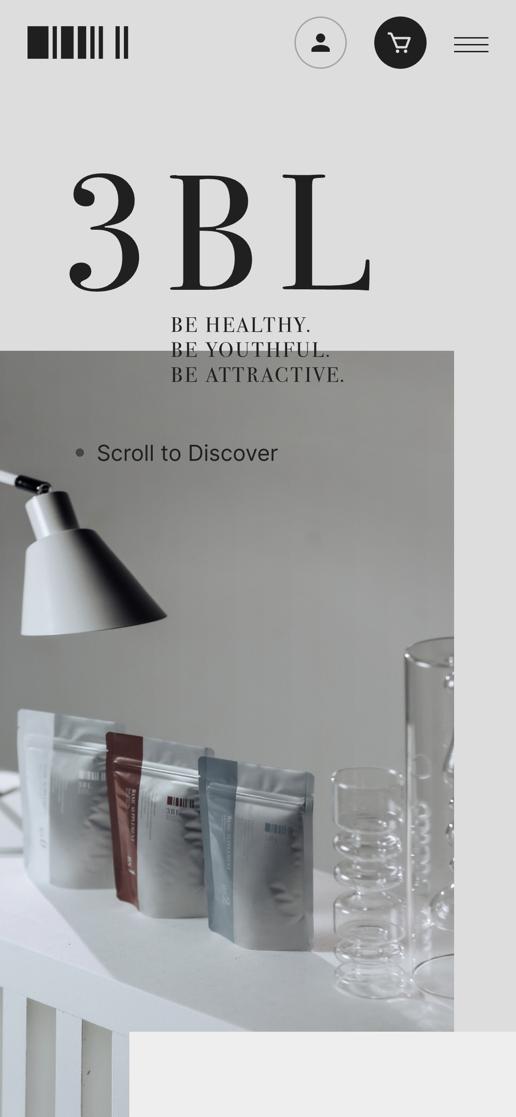 3BL
BE HEALTHY.
BE YOUTHFUL.
BE ATTRACTIVE.
Scroll to Discover